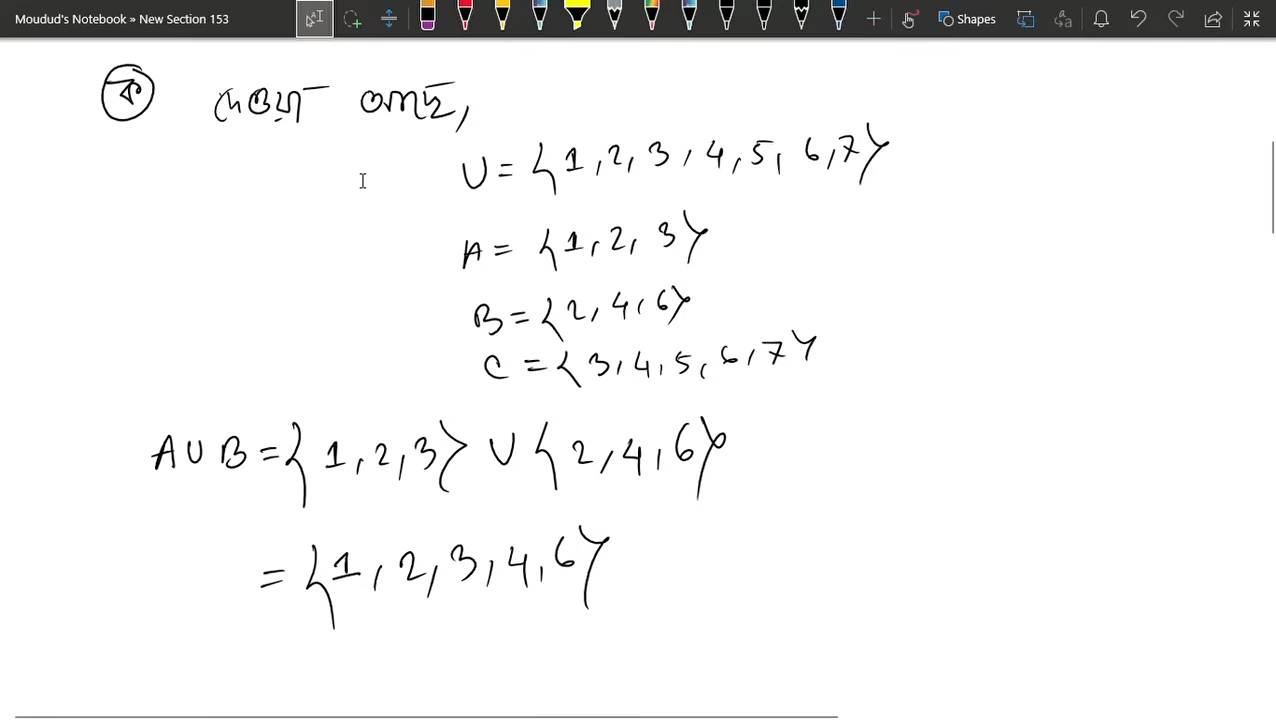 Moudud's Notebook » New Section 153
Shapes
ক দেওয়া আছে,
U = {1, 2, 3, 4, 5, 6, 7}
A = {1, 2, 3}
B = {2, 4, 6}
C = {3, 4, 5, 6, 7}
A ∪ B = {1, 2, 3} ∪ {2, 4, 6}
= {1, 2, 3, 4, 6}